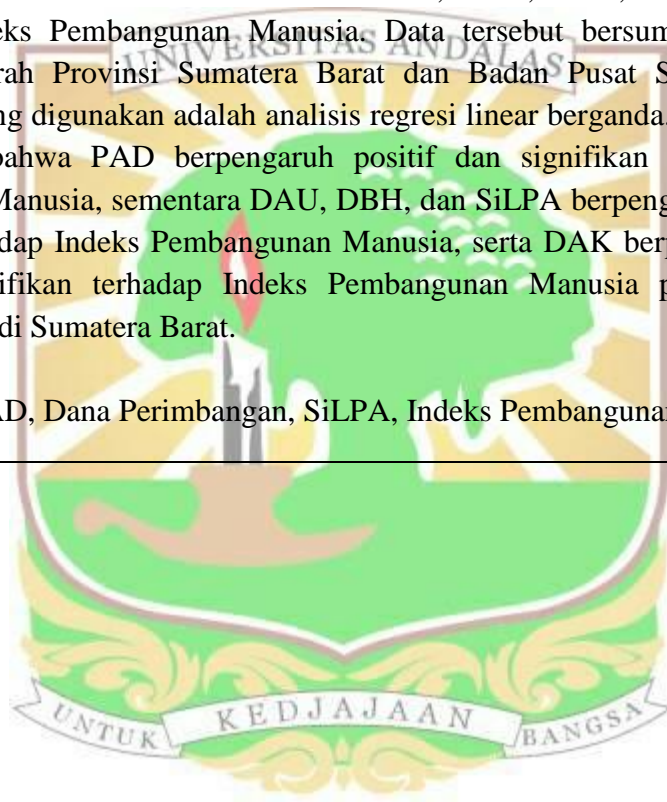 eks Pembangunan Manusia. Data tersebut bersum
UNIVERSITAS ANDALAS
rah Provinsi Sumatera Barat dan Badan Pusat S
ng digunakan adalah analisis regresi linear berganda.
bahwa PAD berpengaruh positif dan signifikan
Manusia, sementara DAU, DBH, dan SiLPA berpeng
dap Indeks Pembangunan Manusia, serta DAK ber
ifikan terhadap Indeks Pembangunan Manusia p
di Sumatera Barat.
AD, Dana Perimbangan, SiLPA, Indeks Pembangunan
UNTUK KEDJAJAAN BANGSA